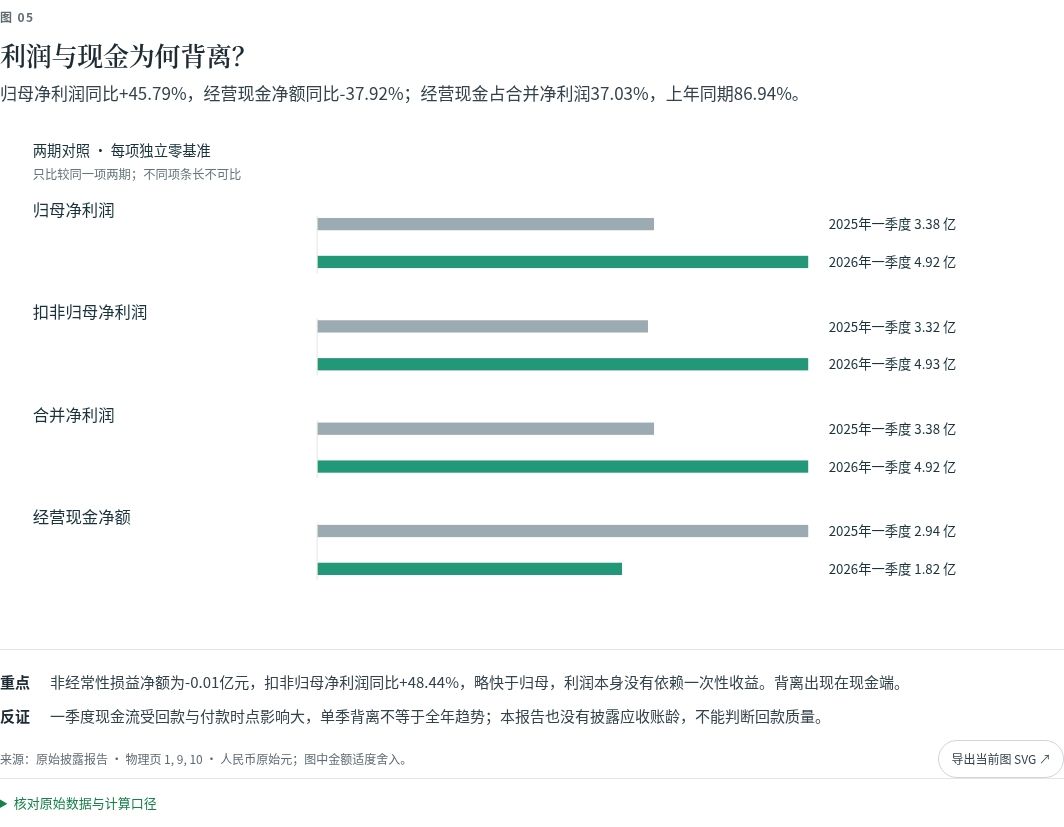 图 05
利润与现金为何背离？
归母净利润同比+45.79%，经营现金净额同比-37.92%；经营现金占合并净利润37.03%，上年同期86.94%。
两期对照 · 每项独立零基准
只比较同一项两期；不同项条长不可比
归母净利润
2025年一季度 3.38 亿
2026年一季度 4.92 亿
扣非归母净利润
2025年一季度 3.32 亿
2026年一季度 4.93 亿
合并净利润
2025年一季度 3.38 亿
2026年一季度 4.92 亿
经营现金净额
2025年一季度 2.94 亿
2026年一季度 1.82 亿
重点 非经常性损益净额为-0.01亿元，扣非归母净利润同比+48.44%，略快于归母，利润本身没有依赖一次性收益。背离出现在现金端。
反证 一季度现金流受回款与付款时点影响大，单季背离不等于全年趋势；本报告也没有披露应收账龄，不能判断回款质量。
来源：原始披露报告 · 物理页 1, 9, 10 · 人民币原始元；图中金额适度舍入。
导出当前图 SVG ↗
▶ 核对原始数据与计算口径